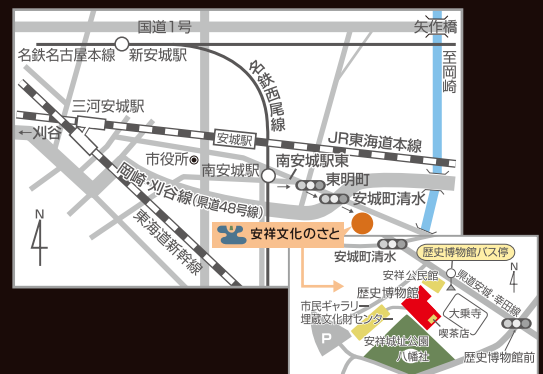 国道1号
矢作橋
名鉄名古屋本線
新安城駅
名鉄西尾線
至岡崎
三河安城駅
←刈谷
安城駅
JR東海道本線
市役所
南安城駅
南安城駅東
東明町
安城町清水
岡崎・刈谷線(県道48号線)
東海道新幹線
安祥文化のさと
N
安城町清水
歴史博物館バス停
安祥公民館
県道安城・幸田線
N
歴史博物館
市民ギャラリー
埋蔵文化財センター
大乗寺
喫茶店
P
安祥城址公園
八幡社
歴史博物館前